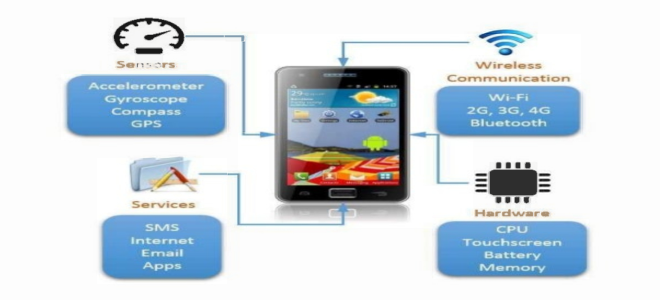 Sensors
Accelerometer
Gyroscope
Compass
GPS
Wireless
Communication
Wi-Fi
2G, 3G, 4G
Bluetooth
Services
SMS
Internet
Email
Apps
Hardware
CPU
Touchscreen
Battery
Memory